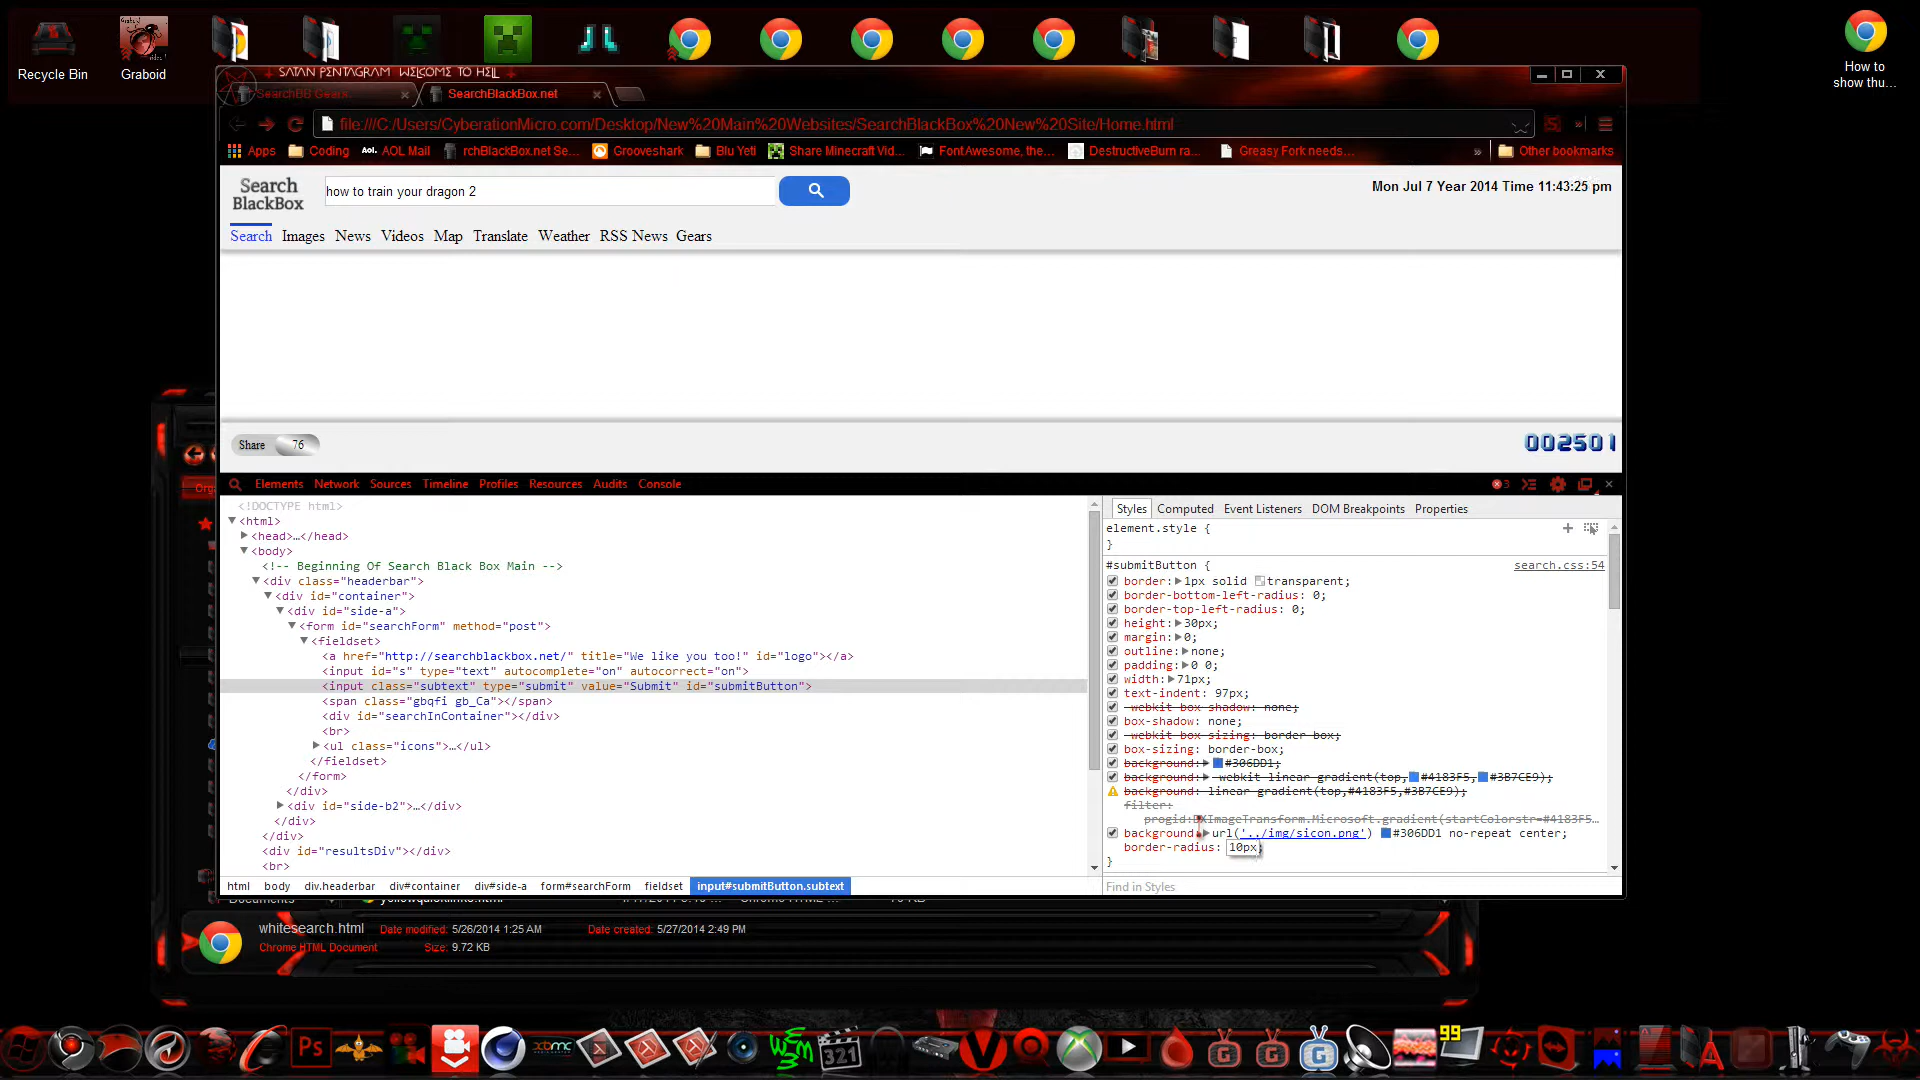 Recycle Bin
Graboid
How to
show thu...
SATAN PENTAGRAM WELCOME TO HELL
SearchBB Gears.
SearchBlackBox.net
file:///C:/Users/CyberationMicro.com/Desktop/New%20Main%20Websites/SearchBlackBox%20New%20Site/Home.html
Apps Coding Aol. AOL Mail rchBlackBox.net Se... Grooveshark Blu Yeti Share Minecraft Vid... FontAwesome, the... DestructiveBurn ra... Greasy Fork needs... » Other bookmarks
Search
BlackBox
how to train your dragon 2
Mon Jul 7 Year 2014 Time 11:43:25 pm
Search Images News Videos Map Translate Weather RSS News Gears
Share 76
002501
Elements Network Sources Timeline Profiles Resources Audits Console
3
<!DOCTYPE html>
<html>
<head>…</head>
<body>
<!-- Beginning Of Search Black Box Main -->
<div class="headerbar">
<div id="container">
<div id="side-a">
<form id="searchForm" method="post">
<fieldset>
<a href="http://searchblackbox.net/" title="We like you too!" id="logo"></a>
<input id="s" type="text" autocomplete="on" autocorrect="on">
<input class="subtext" type="submit" value="Submit" id="submitButton">
<span class="gbqfi gb_Ca"></span>
<div id="searchInContainer"></div>
<br>
<ul class="icons">…</ul>
</fieldset>
</form>
</div>
<div id="side-b2">…</div>
</div>
</div>
<div id="resultsDiv"></div>
<br>
html body div.headerbar div#container div#side-a form#searchForm fieldset input#submitButton.subtext
Styles Computed Event Listeners DOM Breakpoints Properties
element.style {
}
#submitButton { search.css:54
border: 1px solid transparent;
border-bottom-left-radius: 0;
border-top-left-radius: 0;
height: 30px;
margin: 0;
outline: none;
padding: 0 0;
width: 71px;
text-indent: 97px;
-webkit-box-shadow: none;
box-shadow: none;
-webkit-box-sizing: border-box;
box-sizing: border-box;
background: #306DD1;
background: -webkit-linear-gradient(top,#4183F5,#3B7CE9);
background: linear-gradient(top,#4183F5,#3B7CE9);
filter:
progid:DXImageTransform.Microsoft.gradient(startColorstr=#4183F5…
background: url('../img/sicon.png') #306DD1 no-repeat center;
border-radius: 10px;
}
Find in Styles
whitesearch.html Date modified: 5/26/2014 1:25 AM Date created: 5/27/2014 2:49 PM
Chrome HTML Document Size: 9.72 KB
Ps
xbmc
321
99